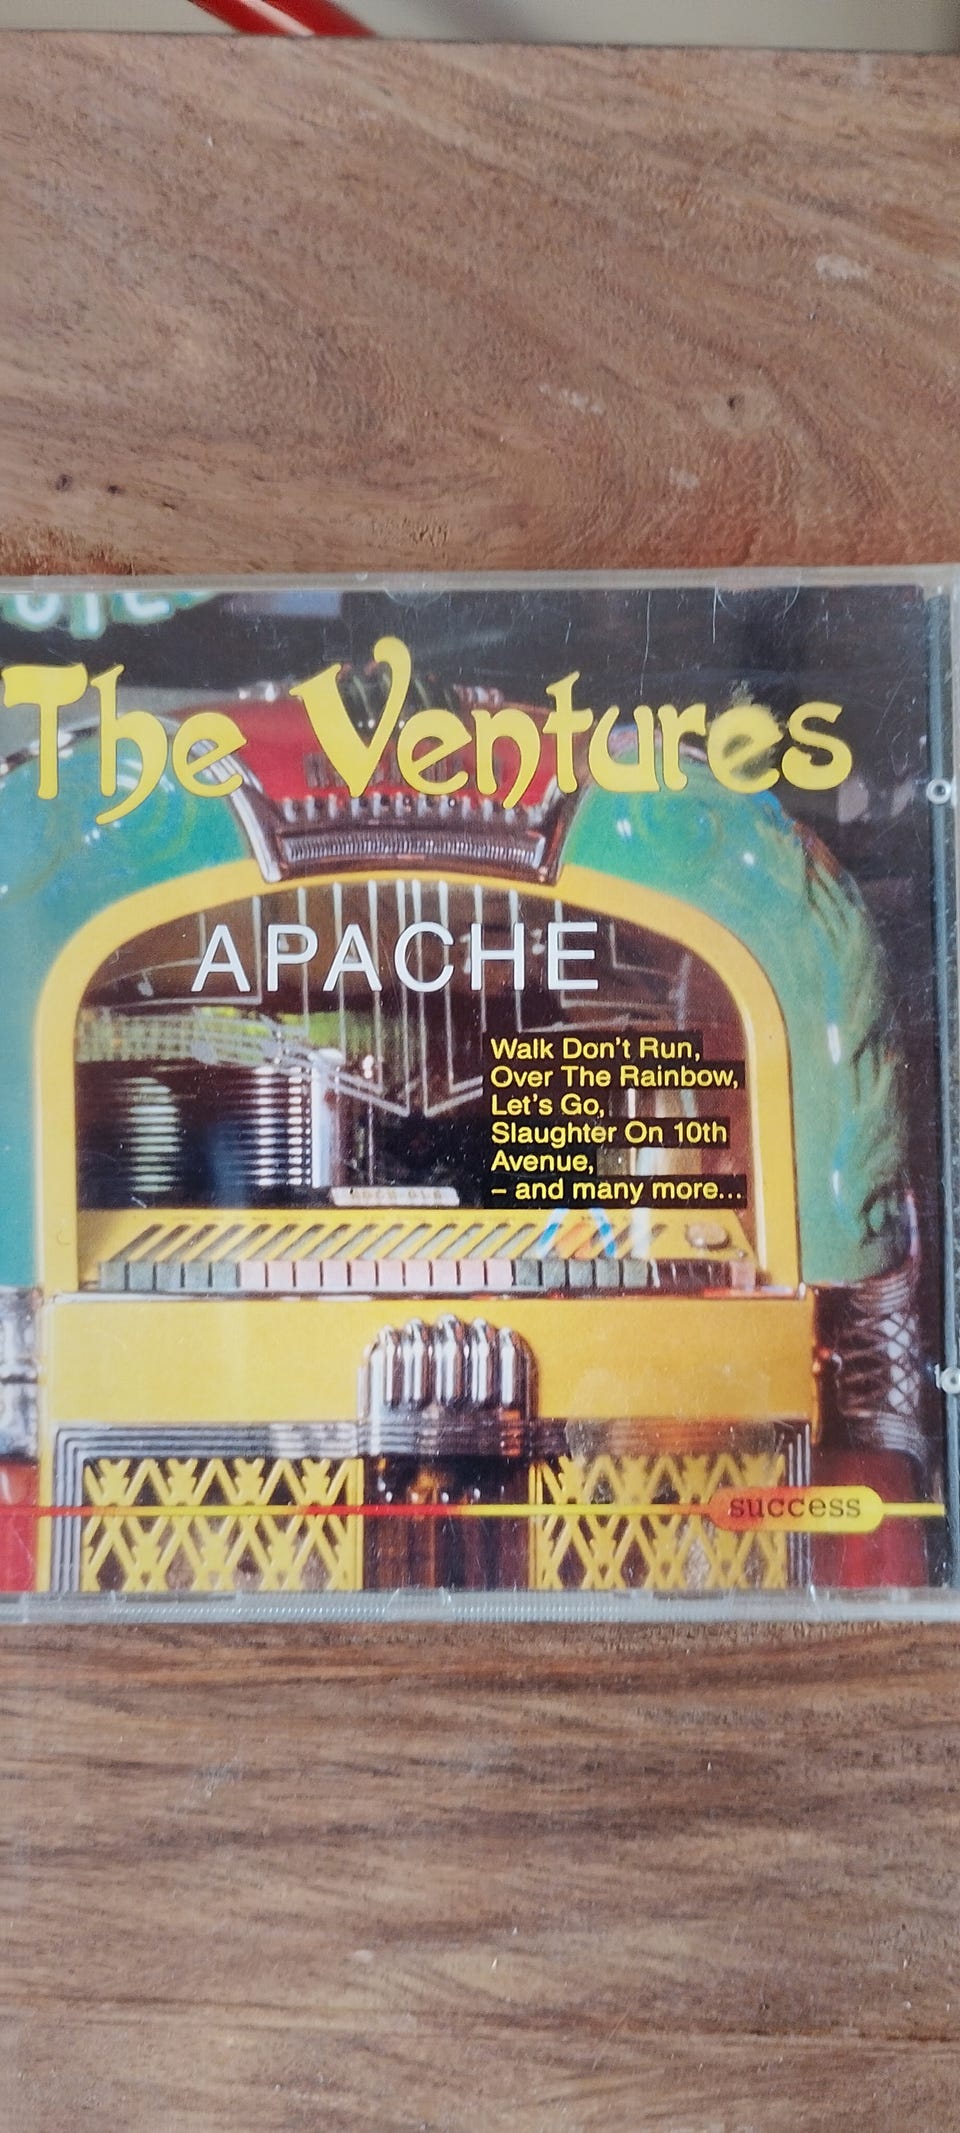 The Ventures
APACHE
Walk Don't Run,
Over The Rainbow,
Let's Go,
Slaughter On 10th
Avenue,
– and many more...
success